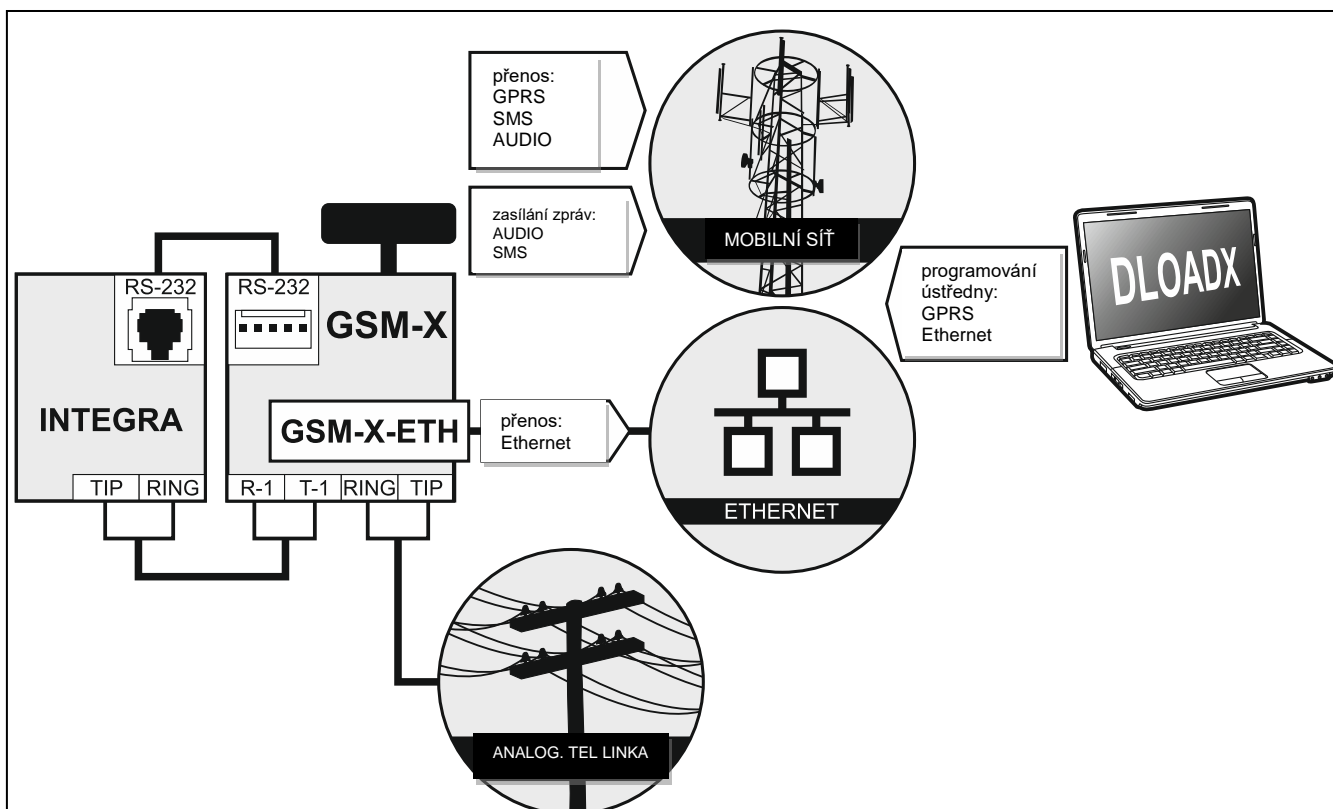 přenos:
GPRS
SMS
AUDIO
zasílání zpráv:
AUDIO
SMS
MOBILNÍ SÍŤ
programování
ústředny:
GPRS
Ethernet
DLOADX
RS-232
RS-232
GSM-X
INTEGRA
GSM-X-ETH
přenos:
Ethernet
TIP RING
R-1 T-1 RING TIP
ETHERNET
ANALOG. TEL LINKA